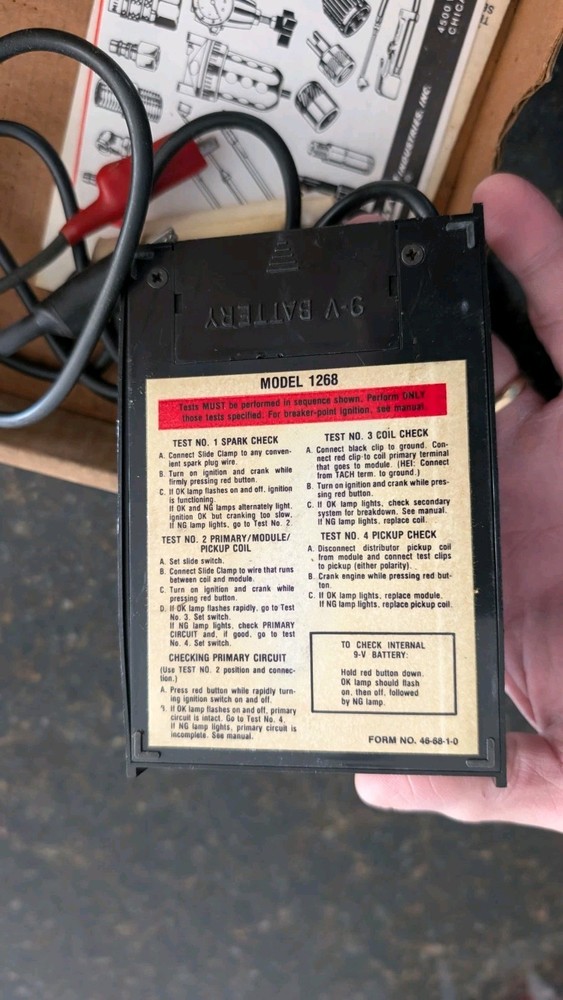 4500
CHICA
INDUSTRIES, INC.
9-V BATTERY
MODEL 1268
Tests MUST be performed in sequence shown. Perform ONLY
those tests specified. For breaker-point ignition, see manual.
TEST NO. 1 SPARK CHECK
A. Connect Slide Clamp to any conven-
ient spark plug wire.
B. Turn on ignition and crank while
firmly pressing red button.
C. If OK lamp flashes on and off, ignition
is functioning.
If OK and NG lamps alternately light,
ignition OK but cranking too slow.
If NG lamp lights, go to Test No. 2.
TEST NO. 2 PRIMARY/MODULE/
PICKUP COIL
A. Set slide switch.
B. Connect Slide Clamp to wire that runs
between coil and module.
C. Turn on ignition and crank while
pressing red button.
D. If OK lamp flashes rapidly, go to Test
No. 3. Set switch.
If NG lamp lights, check PRIMARY
CIRCUIT and, if good, go to test
No. 4. Set switch.
CHECKING PRIMARY CIRCUIT
(Use TEST NO. 2 position and connec-
tion.)
A. Press red button while rapidly turn-
ing ignition switch on and off.
If OK lamp flashes on and off, primary
circuit is intact. Go to Test No. 4.
If NG lamp lights, primary circuit is
incomplete. See manual.
TEST NO. 3 COIL CHECK
A. Connect black clip to ground. Con-
nect red clip to coil primary terminal
that goes to module. (HEI: Connect
from TACH term. to ground.)
B. Turn on ignition and crank while pres-
sing red button.
C. If OK lamp lights, check secondary
system for breakdown. See manual.
If NG lamp lights, replace coil.
TEST NO. 4 PICKUP CHECK
A. Disconnect distributor pickup coil
from module and connect test clips
to pickup (either polarity).
B. Crank engine while pressing red but-
ton.
C. If OK lamp lights, replace module.
If NG lamp lights, replace pickup coil.
TO CHECK INTERNAL
9-V BATTERY:
Hold red button down.
OK lamp should flash
on, then off, followed
by NG lamp.
FORM NO. 46-68-1-0